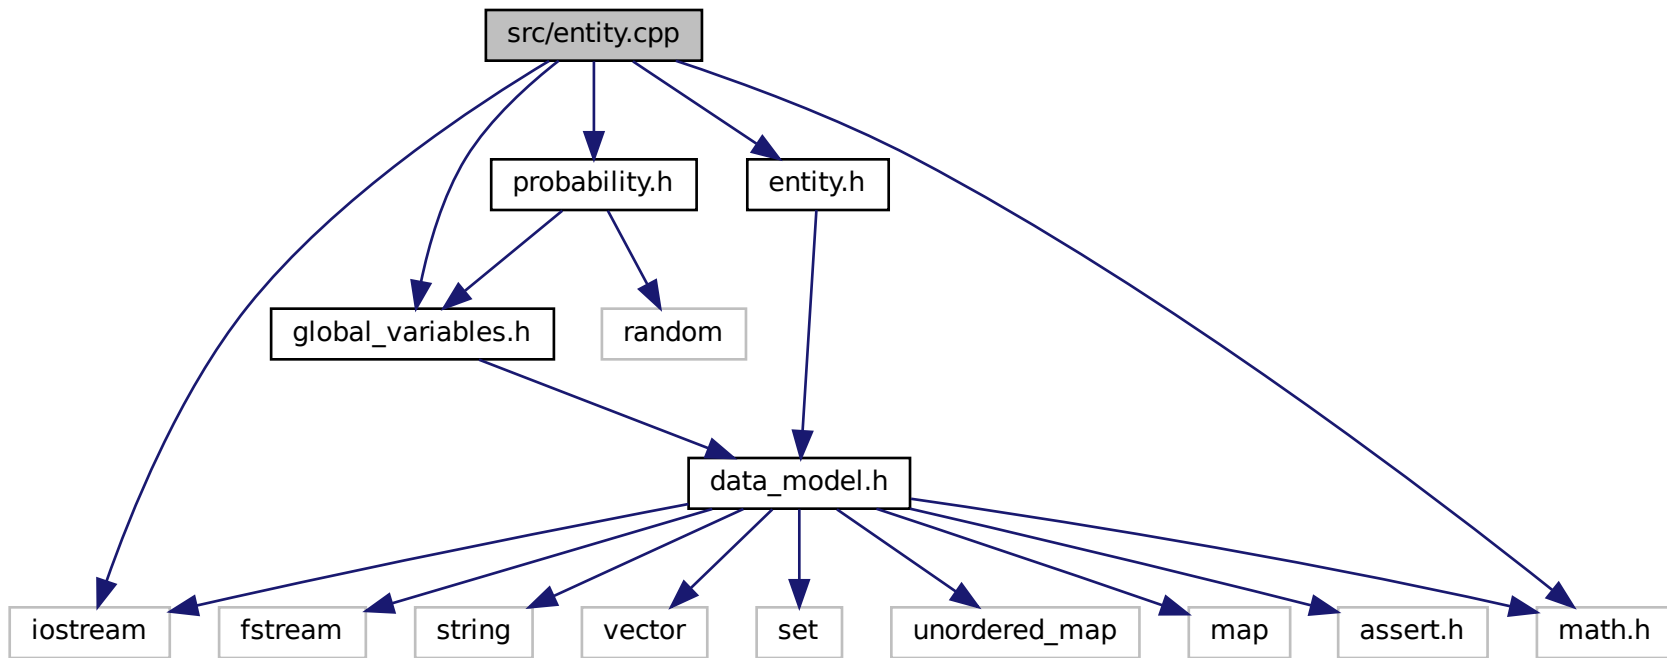 src/entity.cpp
probability.h
entity.h
global_variables.h
random
data_model.h
iostream
fstream
string
vector
set
unordered_map
map
assert.h
math.h